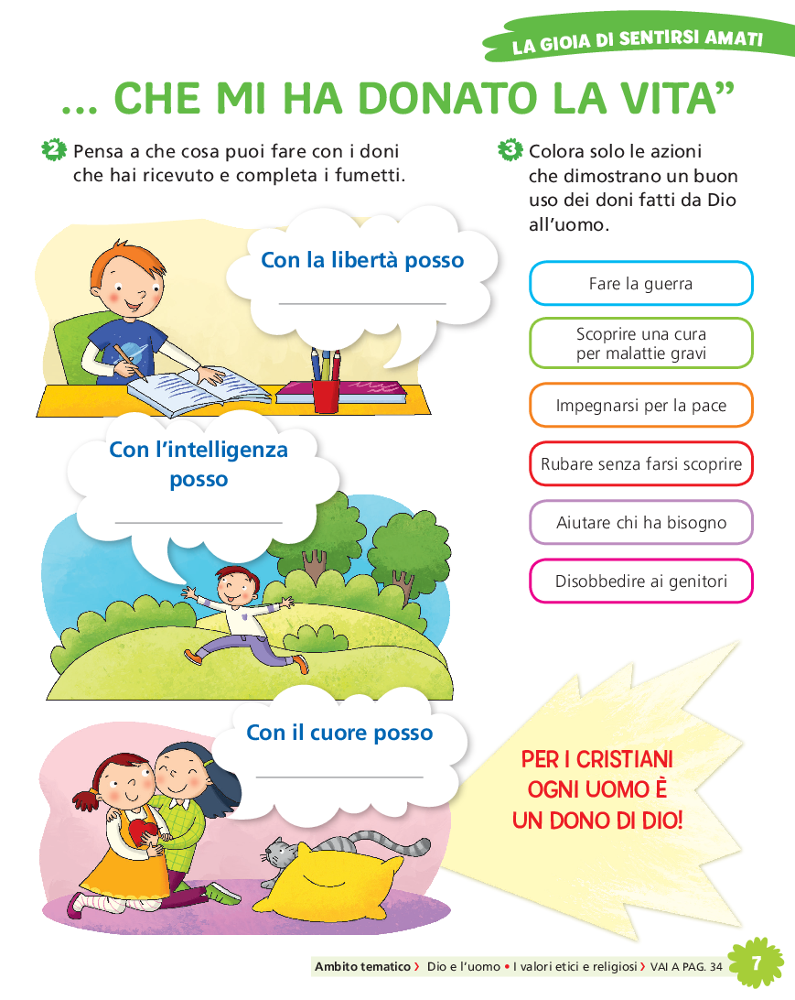 LA GIOIA DI SENTIRSI AMATI
... CHE MI HA DONATO LA VITA”
2 Pensa a che cosa puoi fare con i doni
che hai ricevuto e completa i fumetti.
Con la libertà posso
Con l’intelligenza
posso
Con il cuore posso
3 Colora solo le azioni
che dimostrano un buon
uso dei doni fatti da Dio
all’uomo.
Fare la guerra
Scoprire una cura
per malattie gravi
Impegnarsi per la pace
Rubare senza farsi scoprire
Aiutare chi ha bisogno
Disobbedire ai genitori
PER I CRISTIANI
OGNI UOMO È
UN DONO DI DIO!
Ambito tematico › Dio e l’uomo • I valori etici e religiosi › VAI A PAG. 34
7